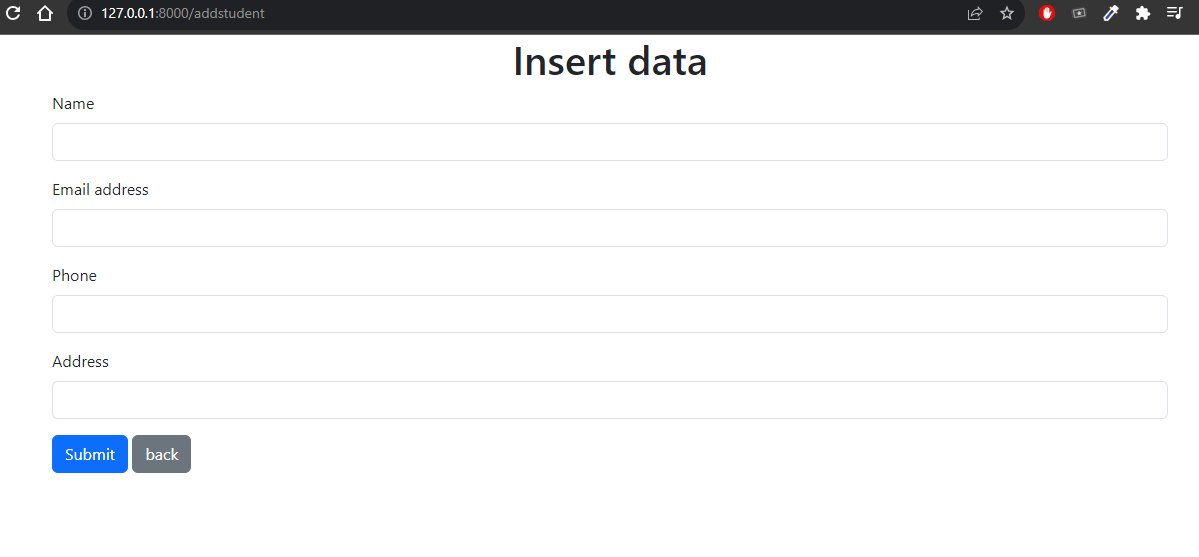 127.0.0.1:8000/addstudent
Insert data
Name
Email address
Phone
Address
Submit back